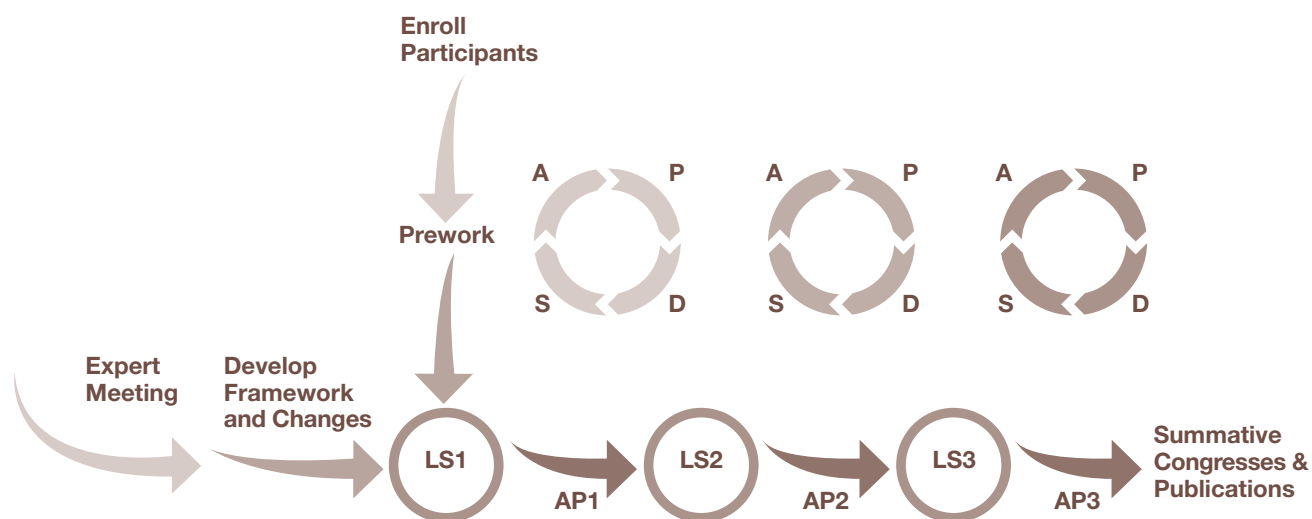 Enroll
Participants
A P
A P
A P
Prework
S D
S D
S D
Expert
Meeting
Develop
Framework
and Changes
LS1
LS2
LS3
Summative
Congresses &
Publications
AP1
AP2
AP3